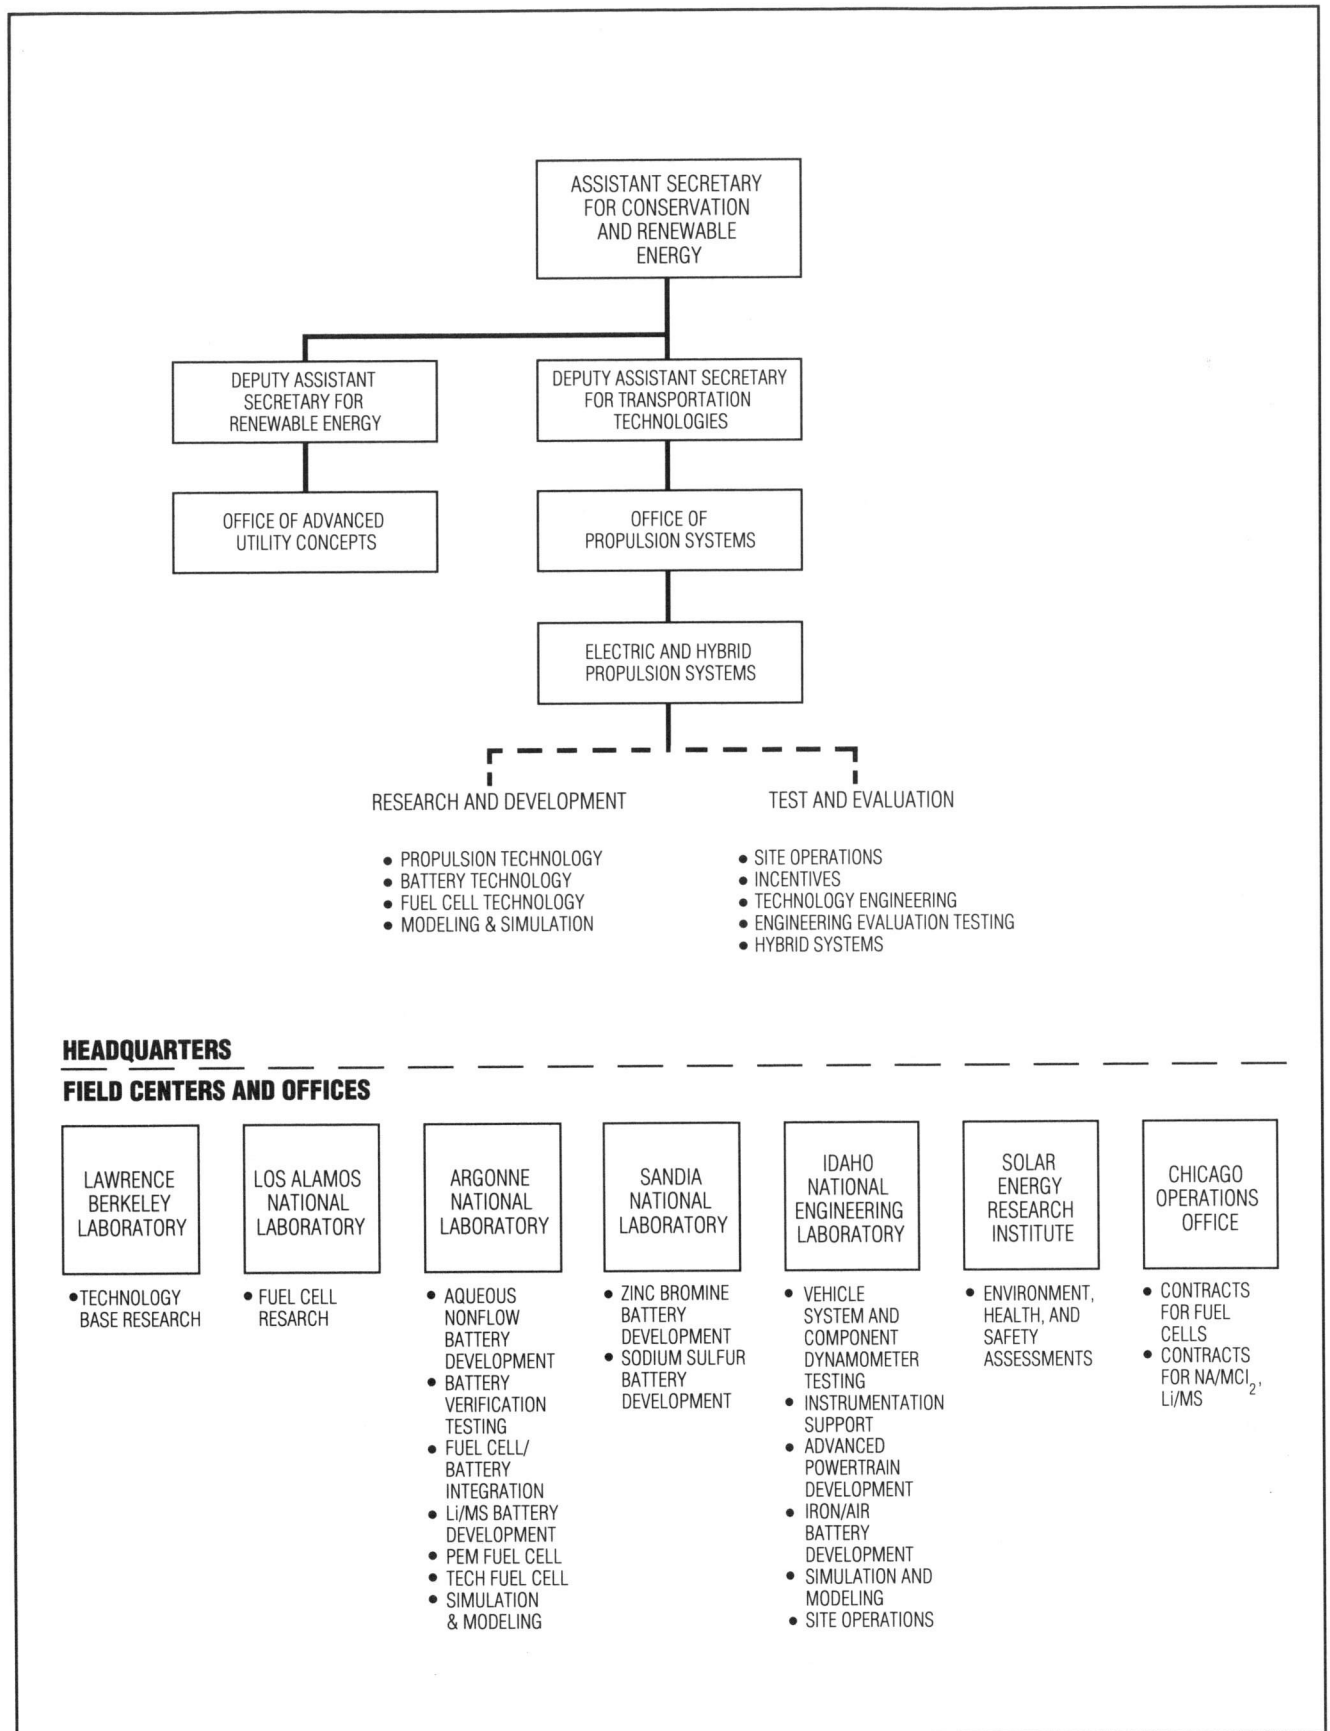 ASSISTANT SECRETARY
FOR CONSERVATION
AND RENEWABLE
ENERGY
DEPUTY ASSISTANT
SECRETARY FOR
RENEWABLE ENERGY
DEPUTY ASSISTANT SECRETARY
FOR TRANSPORTATION
TECHNOLOGIES
OFFICE OF ADVANCED
UTILITY CONCEPTS
OFFICE OF
PROPULSION SYSTEMS
ELECTRIC AND HYBRID
PROPULSION SYSTEMS
RESEARCH AND DEVELOPMENT
• PROPULSION TECHNOLOGY
• BATTERY TECHNOLOGY
• FUEL CELL TECHNOLOGY
• MODELING & SIMULATION
TEST AND EVALUATION
• SITE OPERATIONS
• INCENTIVES
• TECHNOLOGY ENGINEERING
• ENGINEERING EVALUATION TESTING
• HYBRID SYSTEMS
HEADQUARTERS
FIELD CENTERS AND OFFICES
LAWRENCE
BERKELEY
LABORATORY
• TECHNOLOGY
BASE RESEARCH
LOS ALAMOS
NATIONAL
LABORATORY
• FUEL CELL
RESARCH
ARGONNE
NATIONAL
LABORATORY
• AQUEOUS
NONFLOW
BATTERY
DEVELOPMENT
• BATTERY
VERIFICATION
TESTING
• FUEL CELL/
BATTERY
INTEGRATION
• Li/MS BATTERY
DEVELOPMENT
• PEM FUEL CELL
• TECH FUEL CELL
• SIMULATION
& MODELING
SANDIA
NATIONAL
LABORATORY
• ZINC BROMINE
BATTERY
DEVELOPMENT
• SODIUM SULFUR
BATTERY
DEVELOPMENT
IDAHO
NATIONAL
ENGINEERING
LABORATORY
• VEHICLE
SYSTEM AND
COMPONENT
DYNAMOMETER
TESTING
• INSTRUMENTATION
SUPPORT
• ADVANCED
POWERTRAIN
DEVELOPMENT
• IRON/AIR
BATTERY
DEVELOPMENT
• SIMULATION AND
MODELING
• SITE OPERATIONS
SOLAR
ENERGY
RESEARCH
INSTITUTE
• ENVIRONMENT,
HEALTH, AND
SAFETY
ASSESSMENTS
CHICAGO
OPERATIONS
OFFICE
• CONTRACTS
FOR FUEL
CELLS
• CONTRACTS
FOR NA/MCl₂,
Li/MS